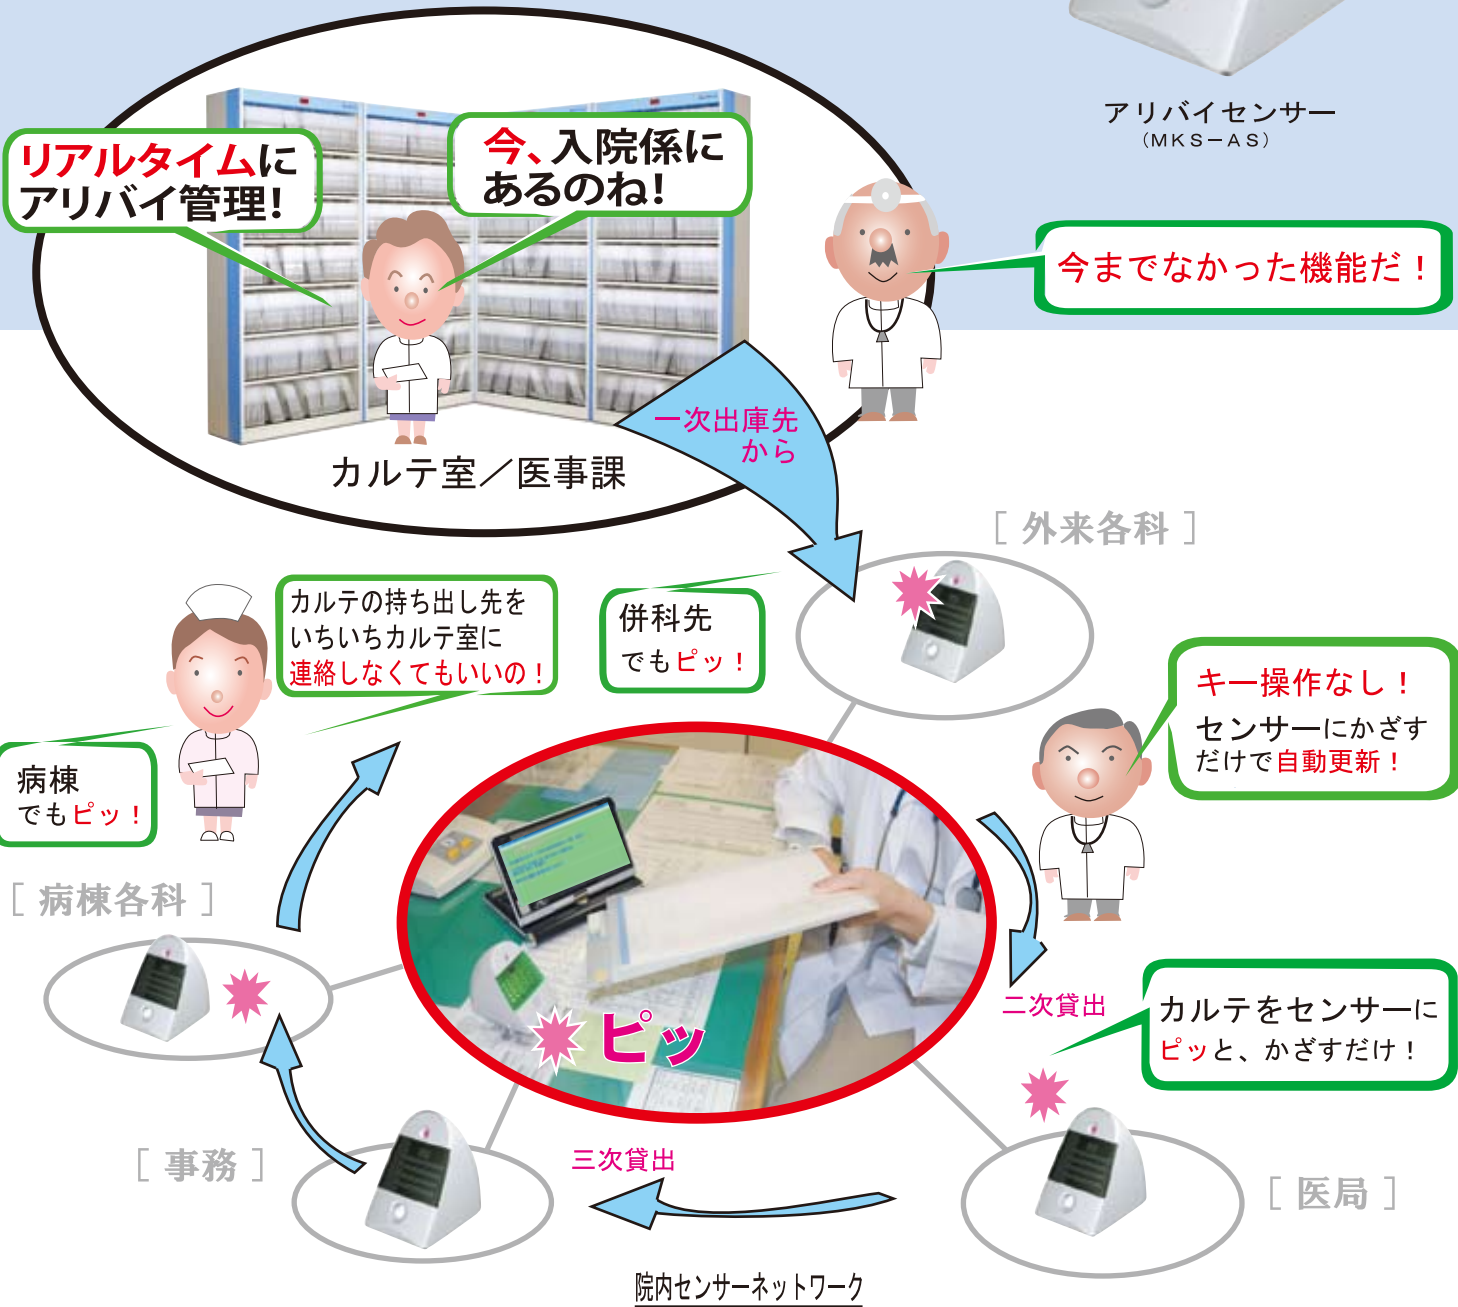 アリバイセンサー
(MKS−AS)
リアルタイムに
アリバイ管理!
今、入院係に
あるのね!
今までなかった機能だ！
一次出庫先
から
カルテ室／医事課
[ 外来各科 ]
カルテの持ち出し先を
いちいちカルテ室に
連絡しなくてもいいの！
併科先
でもピッ！
キー操作なし！
センサーにかざす
だけで自動更新！
病棟
でもピッ！
[ 病棟各科 ]
二次貸出
カルテをセンサーに
ピッと、かざすだけ！
ピッ
[ 事務 ]
三次貸出
[ 医局 ]
院内センサーネットワーク